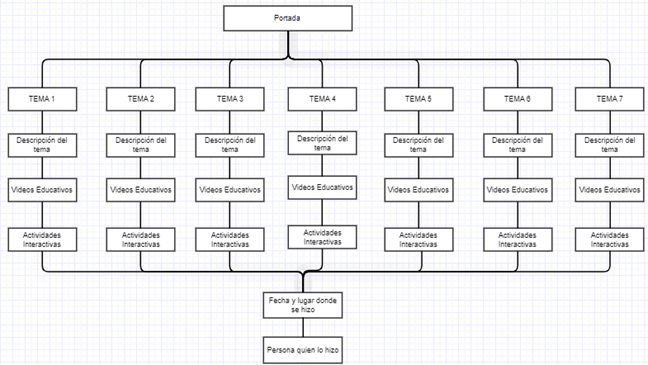 Portada
TEMA 1
TEMA 2
TEMA 3
TEMA 4
TEMA 5
TEMA 6
TEMA 7
Descripción del
tema
Descripción del
tema
Descripción del
tema
Descripción del
tema
Descripción del
tema
Descripción del
tema
Descripción del
tema
Videos Educativos
Videos Educativos
Videos Educativos
Videos Educativos
Videos Educativos
Videos Educativos
Videos Educativos
Actividades
Interactivas
Actividades
Interactivas
Actividades
Interactivas
Actividades
Interactivas
Actividades
Interactivas
Actividades
Interactivas
Actividades
Interactivas
Fecha y lugar donde
se hizo
Persona quien lo hizo